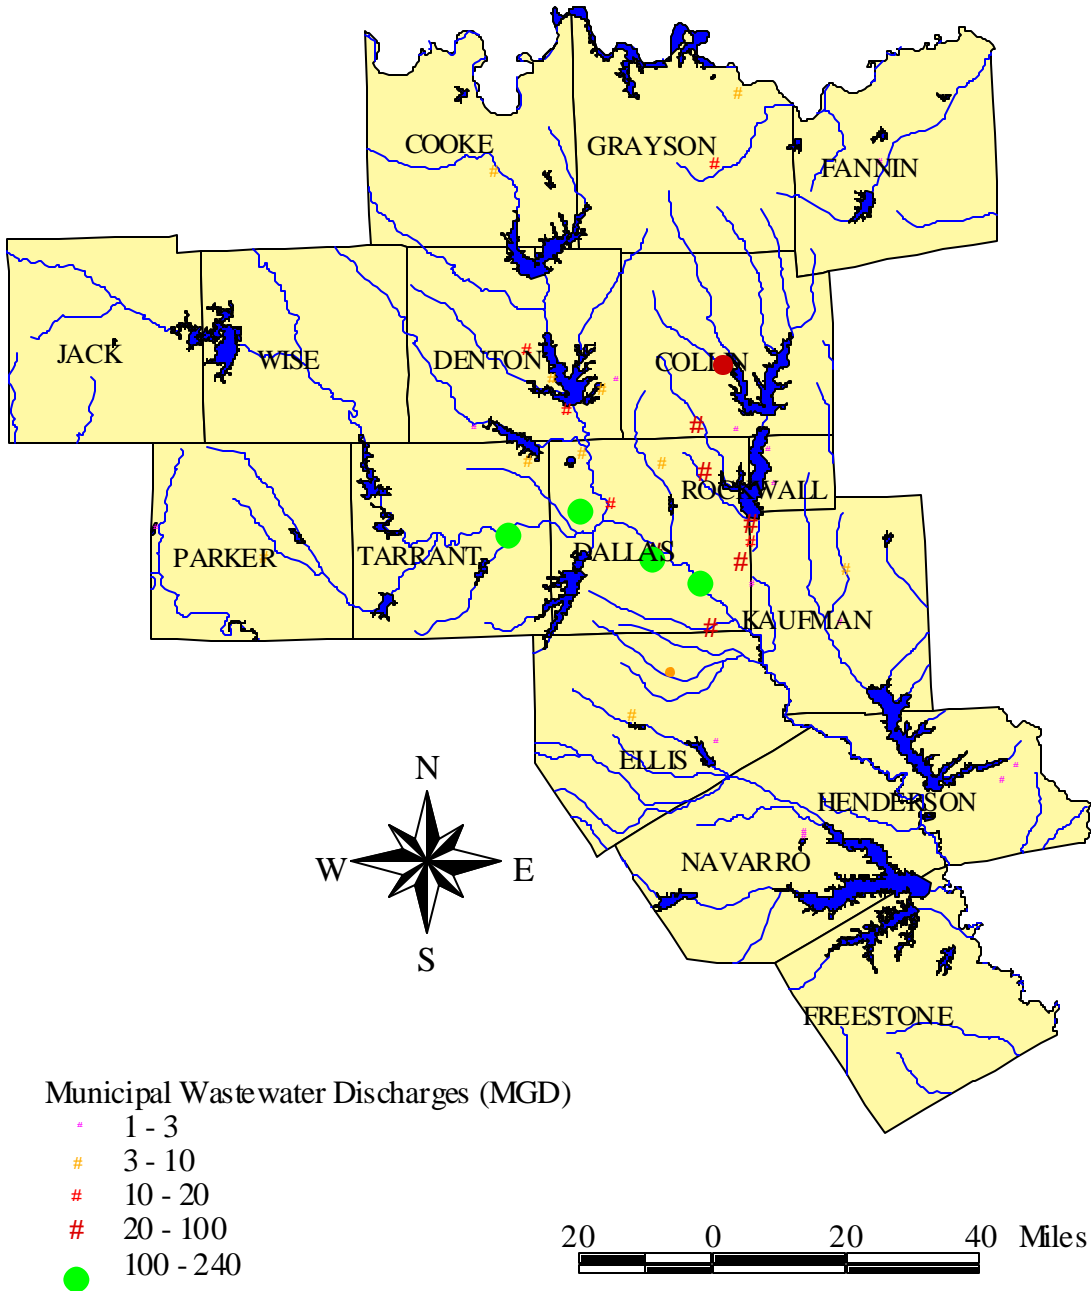 COOKE
GRAYSON
FANNIN
JACK
WISE
DENTON
COLLIN
ROCKWALL
PARKER
TARRANT
DALLAS
KAUFMAN
ELLIS
HENDERSON
NAVARRO
FREESTONE
N
W E
S
Municipal Wastewater Discharges (MGD)
# 1 - 3
# 3 - 10
# 10 - 20
# 20 - 100
100 - 240
20 0 20 40 Miles